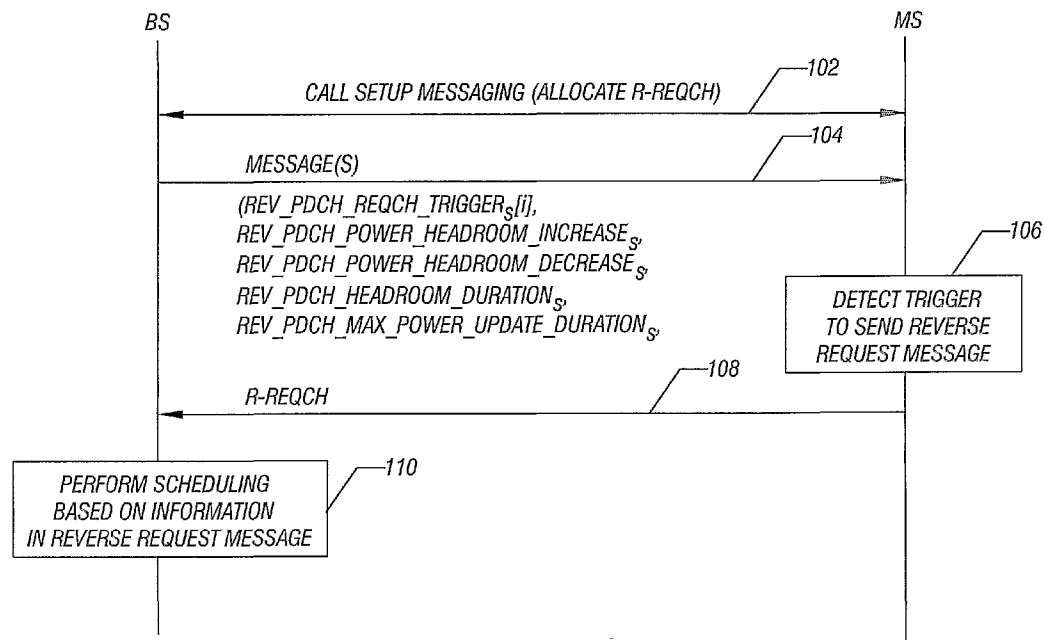 BS
MS
102
CALL SETUP MESSAGING (ALLOCATE R-REQCH)
104
MESSAGE(S)
(REV_PDCH_REQCH_TRIGGERS[i],
REV_PDCH_POWER_HEADROOM_INCREASES,
REV_PDCH_POWER_HEADROOM_DECREASES,
REV_PDCH_HEADROOM_DURATIONS,
REV_PDCH_MAX_POWER_UPDATE_DURATIONS,
106
DETECT TRIGGER
TO SEND REVERSE
REQUEST MESSAGE
108
R-REQCH
110
PERFORM SCHEDULING
BASED ON INFORMATION
IN REVERSE REQUEST MESSAGE